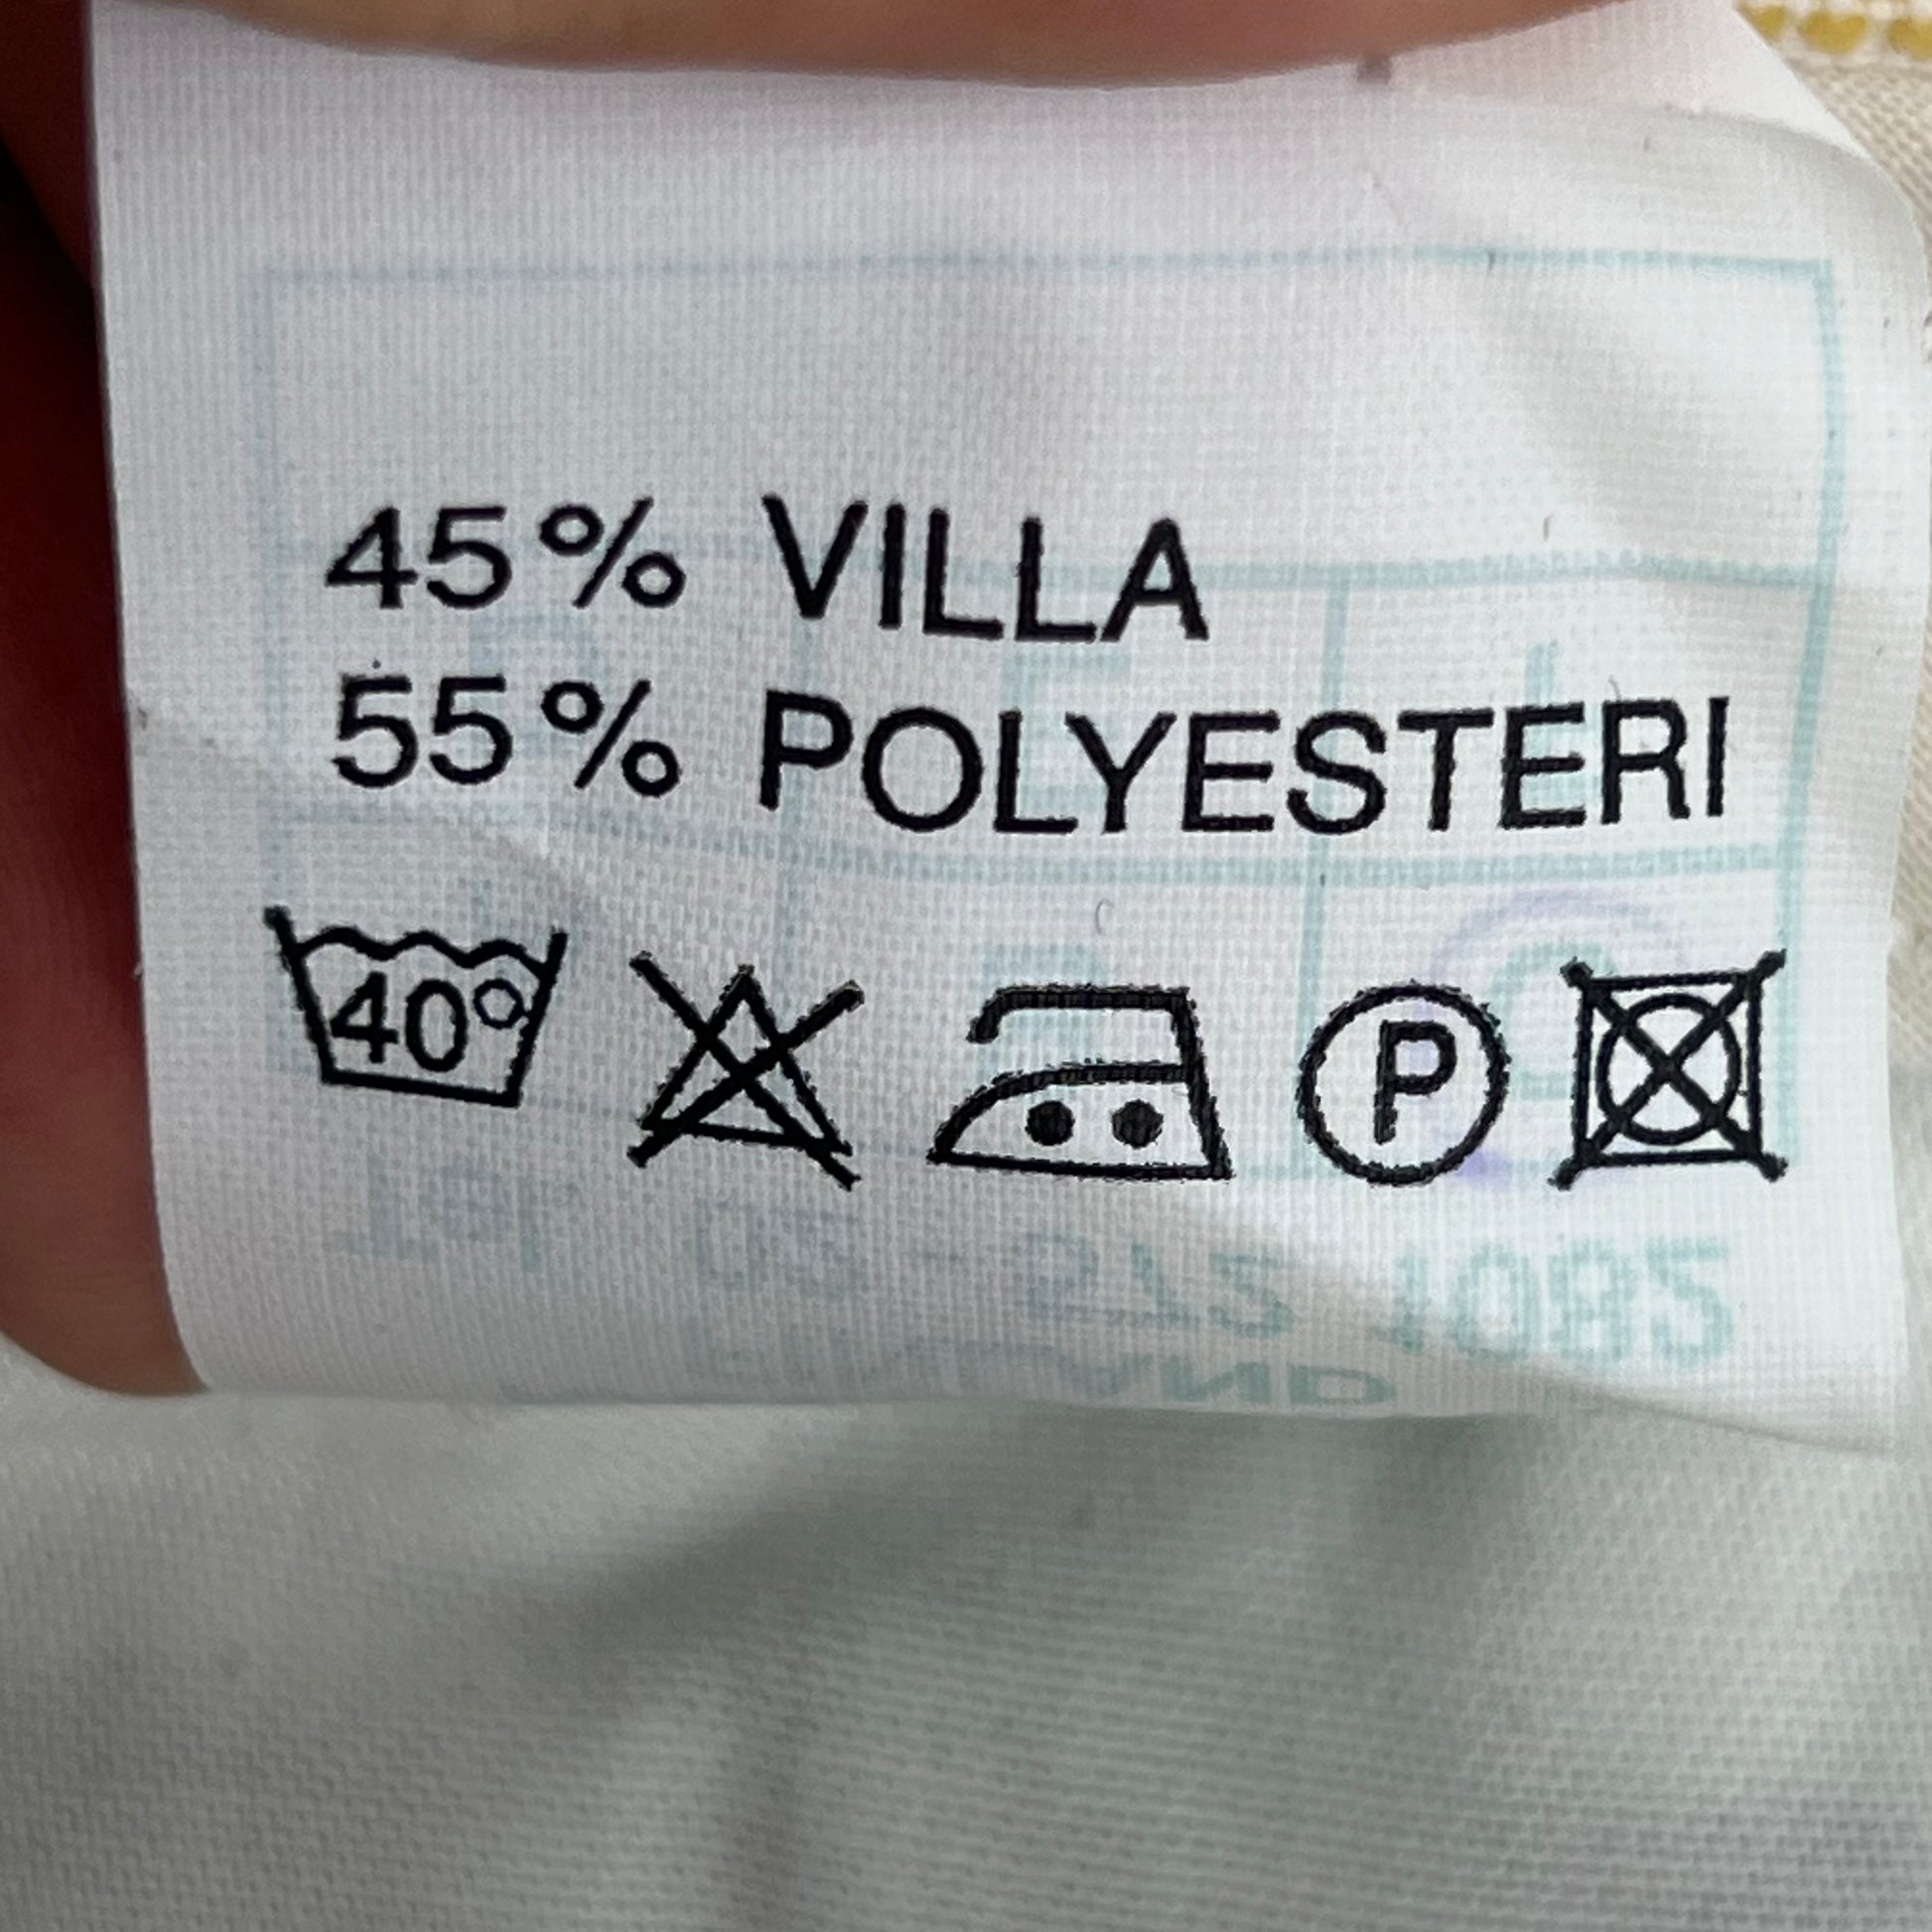 45% VILLA
55% POLYESTERI
40° P